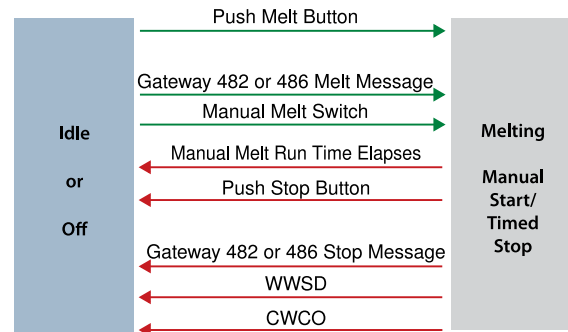 Push Melt Button
Gateway 482 or 486 Melt Message
Manual Melt Switch
Idle
or
Off
Manual Melt Run Time Elapses
Push Stop Button
Gateway 482 or 486 Stop Message
WWSD
CWCO
Melting
Manual
Start/
Timed
Stop